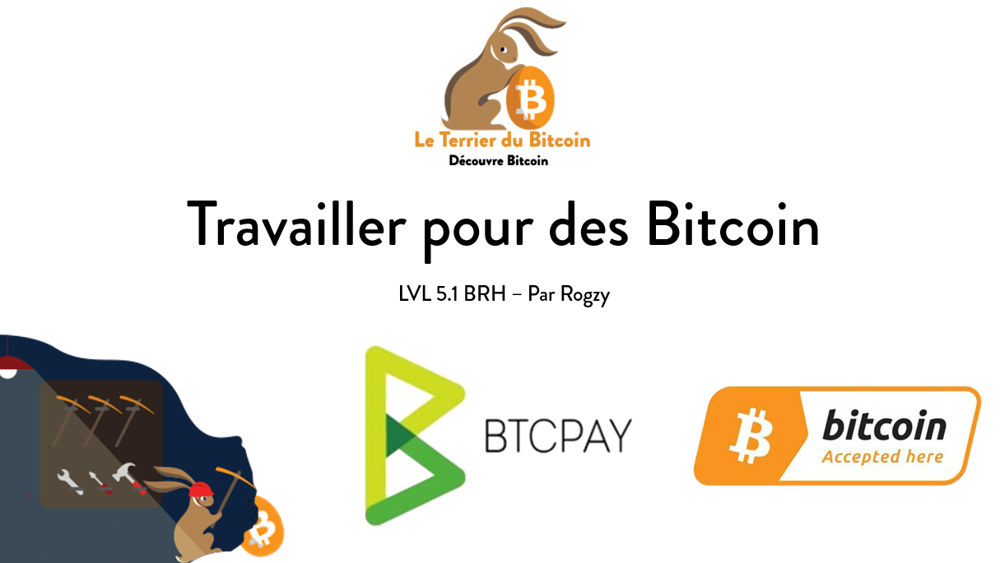 Le Terrier du Bitcoin
Découvre Bitcoin
Travailler pour des Bitcoin
LVL 5.1 BRH – Par Rogzy
BTCPAY
bitcoin
Accepted here